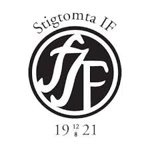 Stigtomta IF
SIF
19 12/8 21